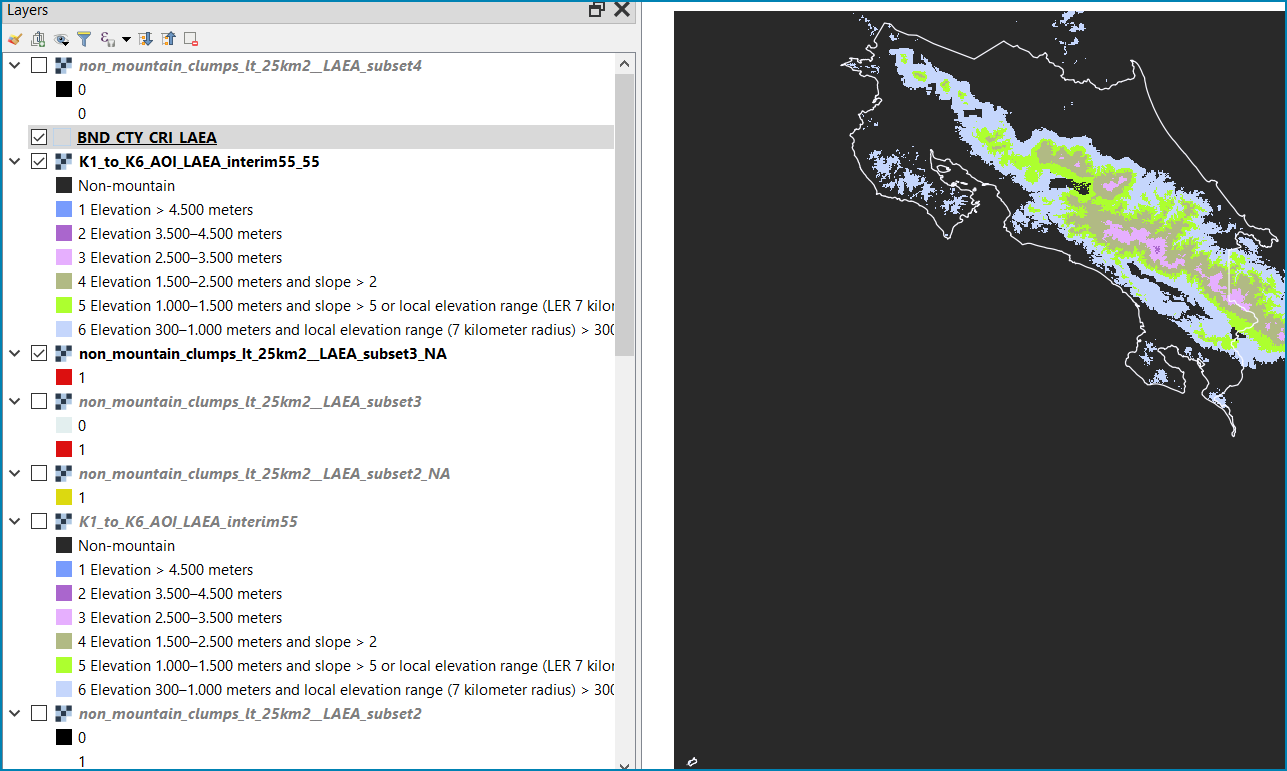 Layers
non_mountain_clumps_lt_25km2__LAEA_subset4
0
0
BND_CTY_CRI_LAEA
K1_to_K6_AOI_LAEA_interim55_55
Non-mountain
1 Elevation > 4.500 meters
2 Elevation 3.500–4.500 meters
3 Elevation 2.500–3.500 meters
4 Elevation 1.500–2.500 meters and slope > 2
5 Elevation 1.000–1.500 meters and slope > 5 or local elevation range (LER 7 kilor
6 Elevation 300–1.000 meters and local elevation range (7 kilometer radius) > 300
non_mountain_clumps_lt_25km2__LAEA_subset3_NA
1
non_mountain_clumps_lt_25km2__LAEA_subset3
0
1
non_mountain_clumps_lt_25km2__LAEA_subset2_NA
1
K1_to_K6_AOI_LAEA_interim55
Non-mountain
1 Elevation > 4.500 meters
2 Elevation 3.500–4.500 meters
3 Elevation 2.500–3.500 meters
4 Elevation 1.500–2.500 meters and slope > 2
5 Elevation 1.000–1.500 meters and slope > 5 or local elevation range (LER 7 kilor
6 Elevation 300–1.000 meters and local elevation range (7 kilometer radius) > 300
non_mountain_clumps_lt_25km2__LAEA_subset2
0
1